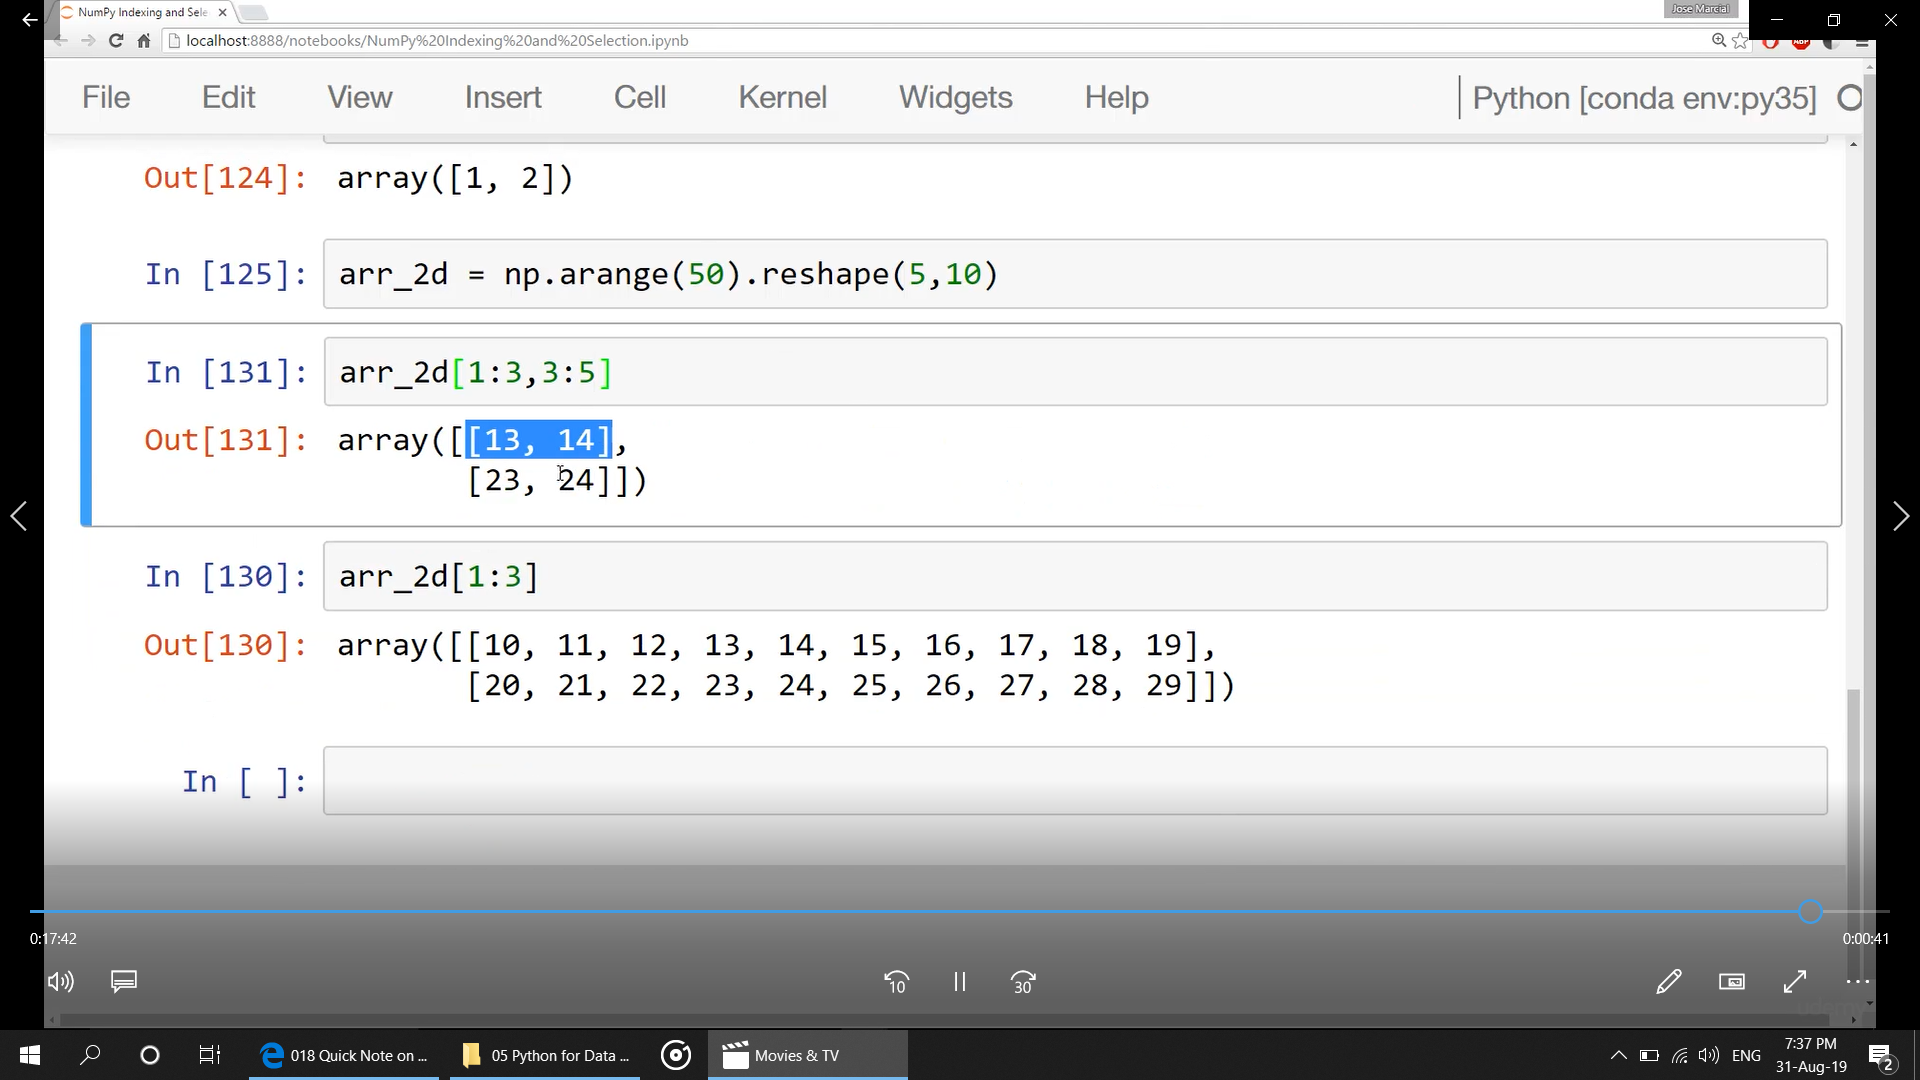 NumPy Indexing and Sele
Jose Marcial
localhost:8888/notebooks/NumPy%20Indexing%20and%20Selection.ipynb
ABP
File Edit View Insert Cell Kernel Widgets Help Python [conda env:py35]
Out[124]: array([1, 2])
In [125]: arr_2d = np.arange(50).reshape(5,10)
In [131]: arr_2d[1:3,3:5]
Out[131]: array([[13, 14],
[23, 24]])
In [130]: arr_2d[1:3]
Out[130]: array([[10, 11, 12, 13, 14, 15, 16, 17, 18, 19],
[20, 21, 22, 23, 24, 25, 26, 27, 28, 29]])
In [ ]:
0:17:42 0:00:41
10 30
018 Quick Note on ... 05 Python for Data ... Movies & TV ENG 7:37 PM
31-Aug-19 2